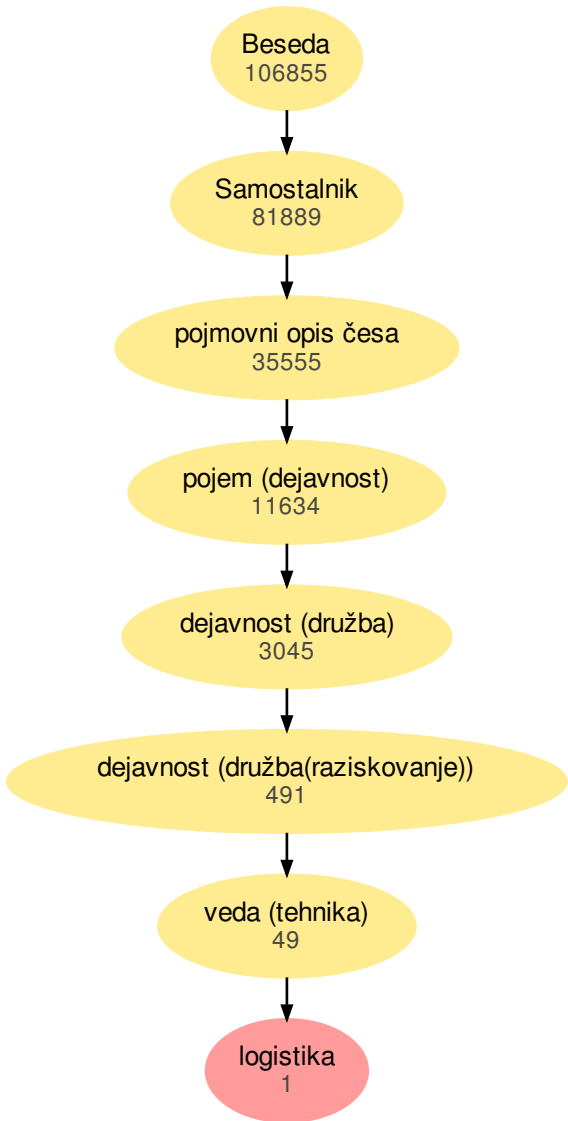 Beseda
106855
Samostalnik
81889
pojmovni opis česa
35555
pojem (dejavnost)
11634
dejavnost (družba)
3045
dejavnost (družba(raziskovanje))
491
veda (tehnika)
49
logistika
1